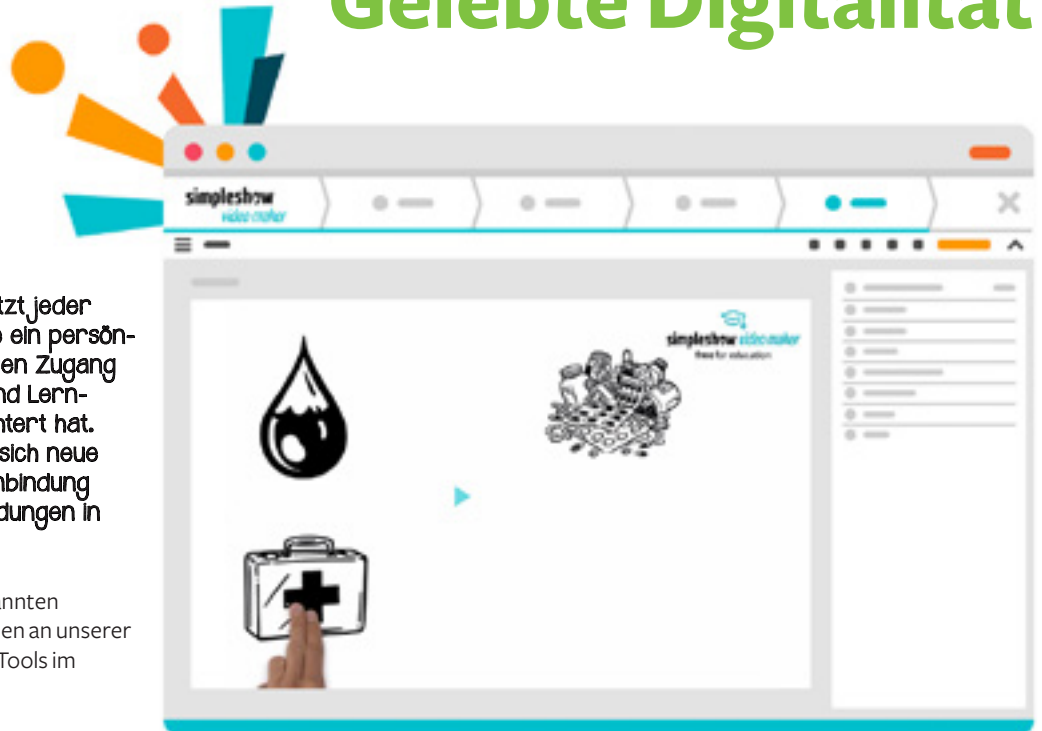 Gelebte Digitalität
simpleshow
video maker
simpleshow video maker
free for education
tzt jeder
e ein persön-
en Zugang
nd Lern-
ntert hat.
sich neue
nbindung
dungen in
annten
en an unserer
Tools im